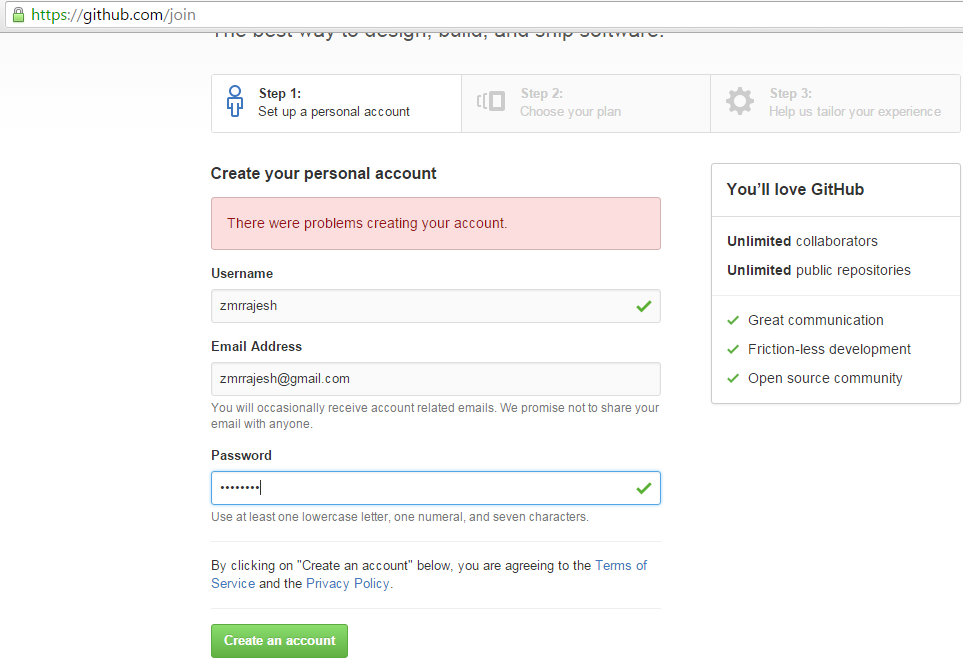 https://github.com/join
The best way to design, build, and ship software.
Step 1:
Set up a personal account
Step 2:
Choose your plan
Step 3:
Help us tailor your experience
Create your personal account
There were problems creating your account.
Username
zmrrajesh
Email Address
zmrrajesh@gmail.com
You will occasionally receive account related emails. We promise not to share your
email with anyone.
Password
••••••••
Use at least one lowercase letter, one numeral, and seven characters.
By clicking on "Create an account" below, you are agreeing to the Terms of
Service and the Privacy Policy.
Create an account
You’ll love GitHub
Unlimited collaborators
Unlimited public repositories
Great communication
Friction-less development
Open source community